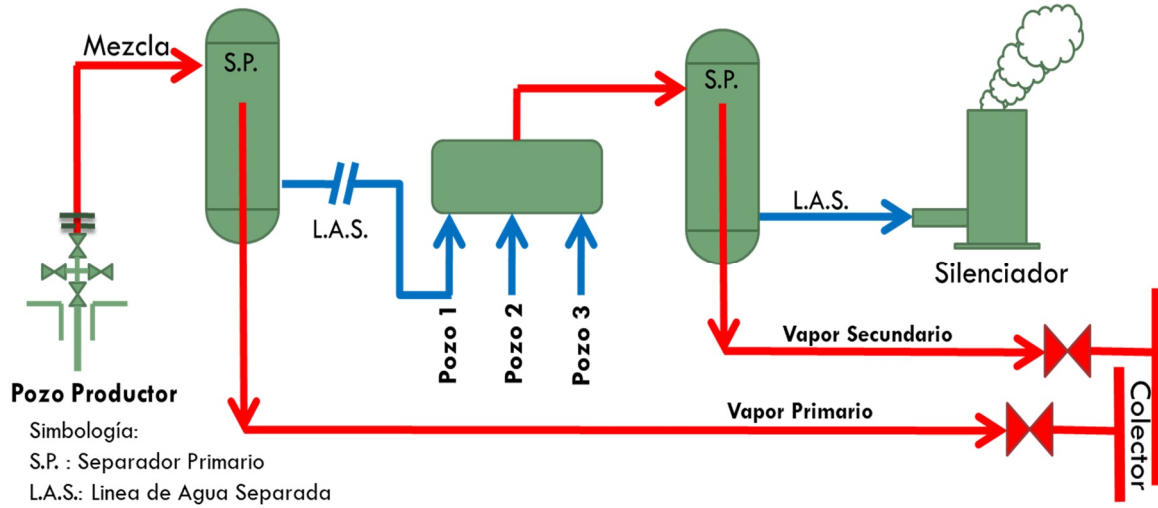 Mezcla
S.P.
S.P.
L.A.S.
L.A.S.
Silenciador
Pozo 1
Pozo 2
Pozo 3
Vapor Secundario
Vapor Primario
Colector
Pozo Productor
Simbología:
S.P. : Separador Primario
L.A.S.: Linea de Agua Separada